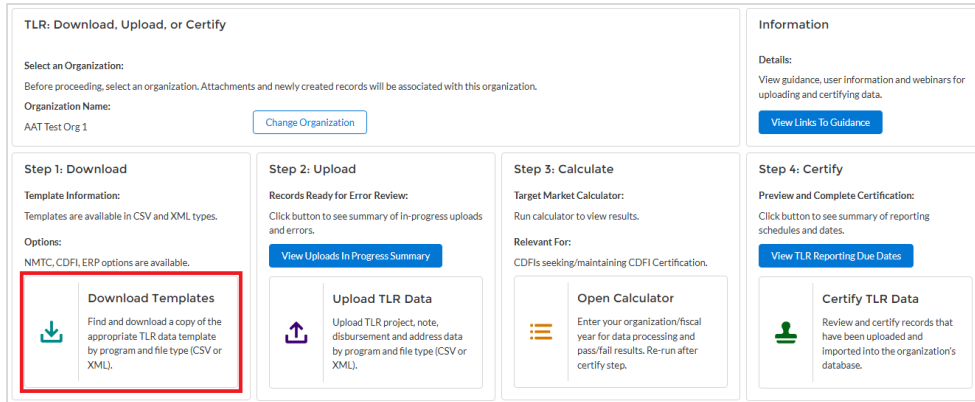 TLR: Download, Upload, or Certify
Select an Organization:
Before proceeding, select an organization. Attachments and newly created records will be associated with this organization.
Organization Name:
AAT Test Org 1
Change Organization
Information
Details:
View guidance, user information and webinars for
uploading and certifying data.
View Links To Guidance
Step 1: Download
Template Information:
Templates are available in CSV and XML types.
Options:
NMTC, CDFI, ERP options are available.
Download Templates
Find and download a copy of the
appropriate TLR data template
by program and file type (CSV or
XML).
Step 2: Upload
Records Ready for Error Review:
Click button to see summary of in-progress uploads
and errors.
View Uploads In Progress Summary
Upload TLR Data
Upload TLR project, note,
disbursement and address data
by program and file type (CSV or
XML).
Step 3: Calculate
Target Market Calculator:
Run calculator to view results.
Relevant For:
CDFIs seeking/maintaining CDFI Certification.
Open Calculator
Enter your organization/fiscal
year for data processing and
pass/fail results. Re-run after
certify step.
Step 4: Certify
Preview and Complete Certification:
Click button to see summary of reporting
schedules and dates.
View TLR Reporting Due Dates
Certify TLR Data
Review and certify records that
have been uploaded and
imported into the organization's
database.